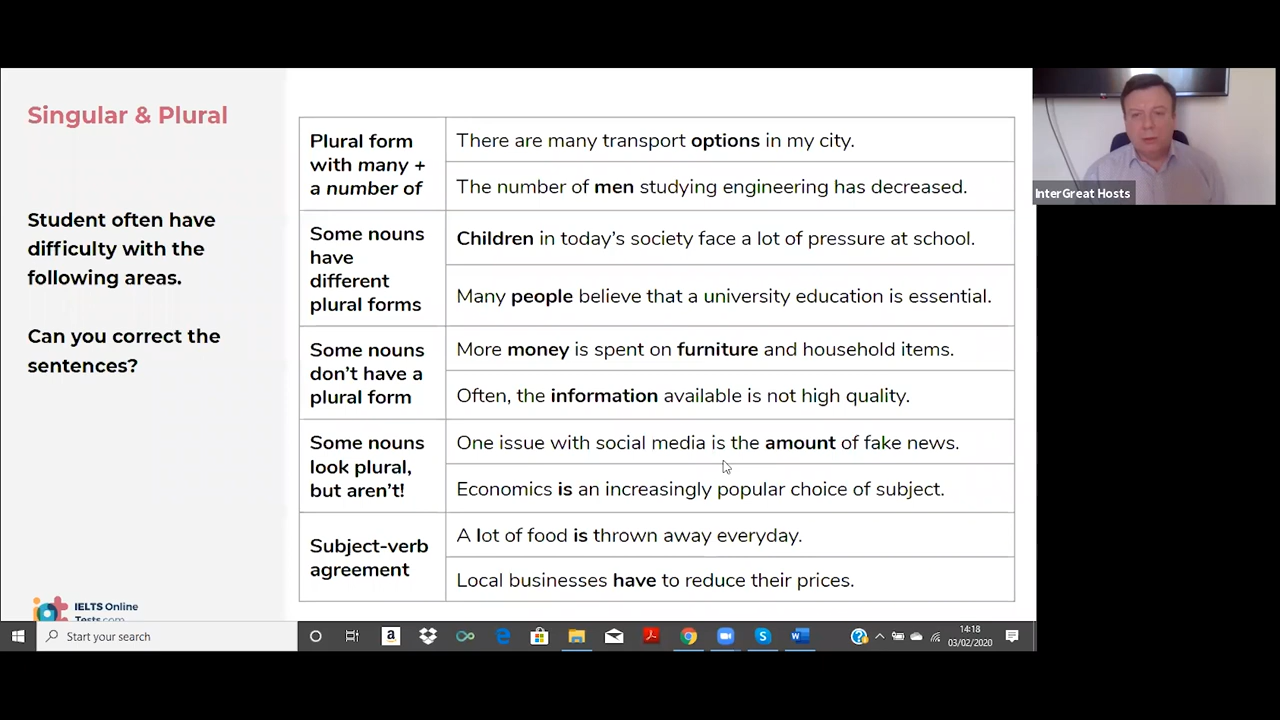 Singular & Plural
Student often have
difficulty with the
following areas.
Can you correct the
sentences?
Plural form
with many +
a number of
There are many transport options in my city.
The number of men studying engineering has decreased.
Some nouns
have
different
plural forms
Children in today's society face a lot of pressure at school.
Many people believe that a university education is essential.
Some nouns
don't have a
plural form
More money is spent on furniture and household items.
Often, the information available is not high quality.
Some nouns
look plural,
but aren't!
One issue with social media is the amount of fake news.
Economics is an increasingly popular choice of subject.
Subject-verb
agreement
A lot of food is thrown away everyday.
Local businesses have to reduce their prices.
InterGreat Hosts
IELTS Online
Tests.com
Start your search
14:18
03/02/2020